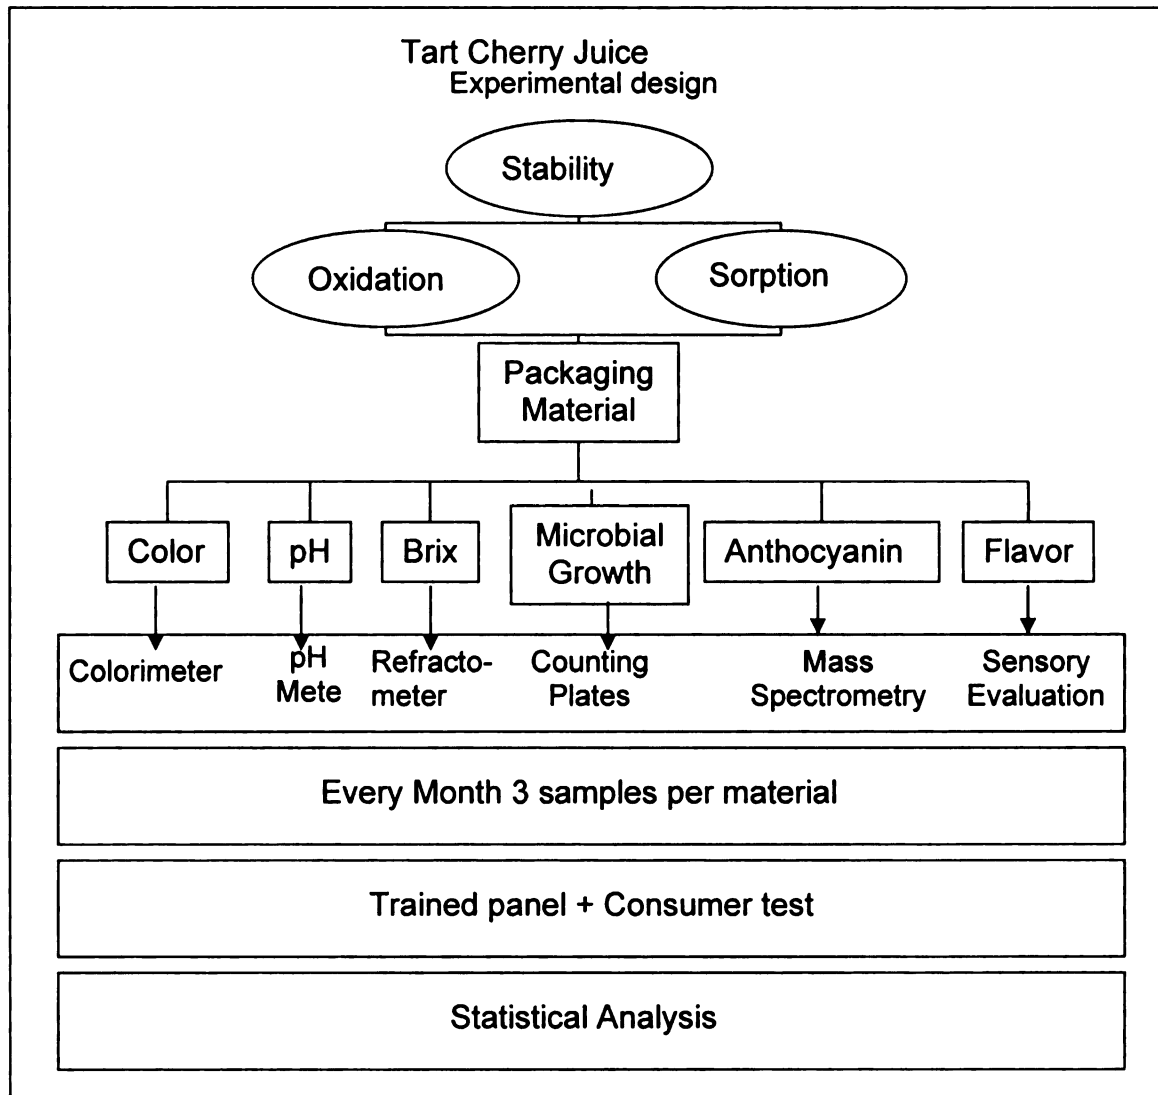 Tart Cherry Juice
Experimental design
Stability
Oxidation
Sorption
Packaging
Material
Color
pH
Brix
Microbial
Growth
Anthocyanin
Flavor
Colorimeter
pH
Mete
Refracto-
meter
Counting
Plates
Mass
Spectrometry
Sensory
Evaluation
Every Month 3 samples per material
Trained panel + Consumer test
Statistical Analysis